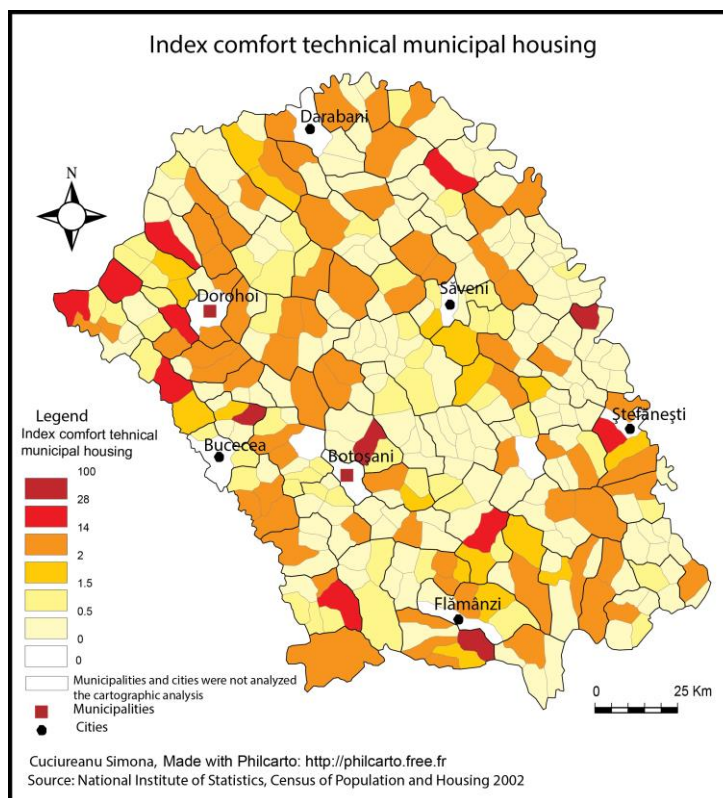 Index comfort technical municipal housing
Darabani
N
Dorohoi
Săveni
Ștefănești
Bucecea
Botoșani
Flămânzi
Legend
Index comfort tehnical
municipal housing
100
28
14
2
1.5
0.5
0
0
Municipalities and cities were not analyzed
the cartographic analysis
Municipalities
Cities
0 25 Km
Cuciureanu Simona, Made with Philcarto: http://philcarto.free.fr
Source: National Institute of Statistics, Census of Population and Housing 2002